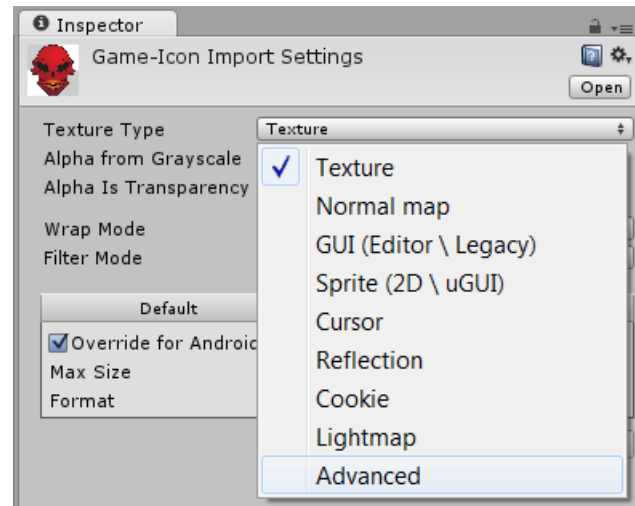 Inspector
Game-Icon Import Settings
Open
Texture Type
Texture
Alpha from Grayscale
Alpha Is Transparency
Wrap Mode
Filter Mode
Default
Override for Android
Max Size
Format
Texture
Normal map
GUI (Editor \ Legacy)
Sprite (2D \ uGUI)
Cursor
Reflection
Cookie
Lightmap
Advanced